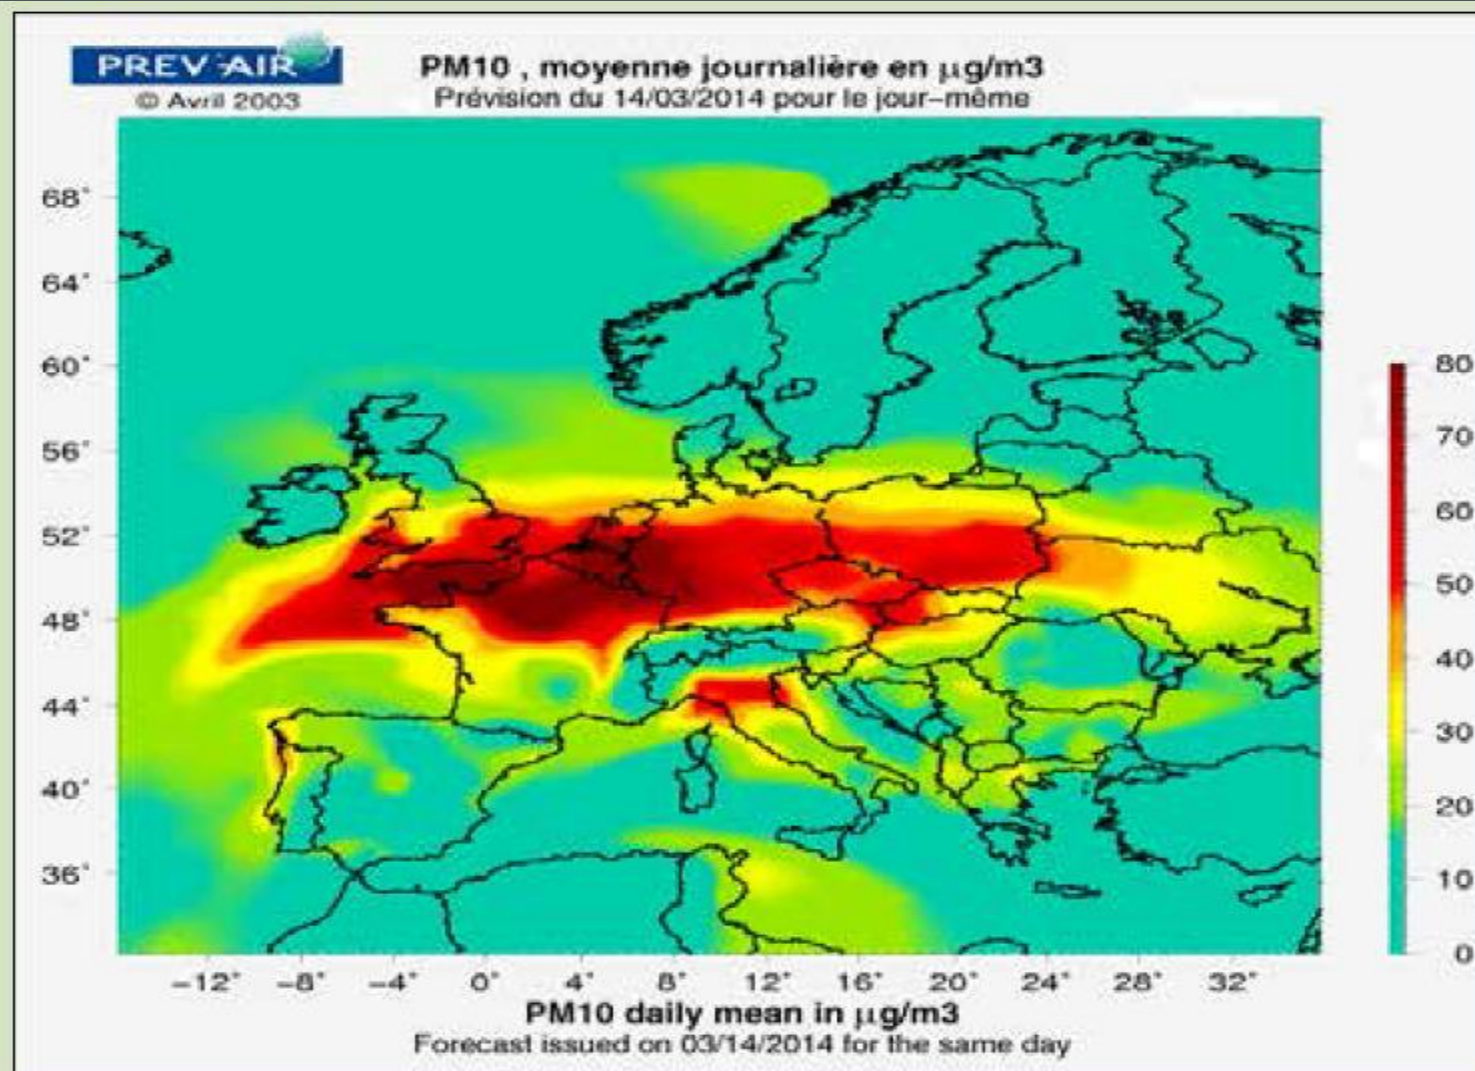 PREV'AIR
© Avril 2003
PM10 , moyenne journalière en µg/m3
Prévision du 14/03/2014 pour le jour-même
68°
64°
60°
56°
52°
48°
44°
40°
36°
-12° -8° -4° 0° 4° 8° 12° 16° 20° 24° 28° 32°
80
70
60
50
40
30
20
10
0
PM10 daily mean in µg/m3
Forecast issued on 03/14/2014 for the same day